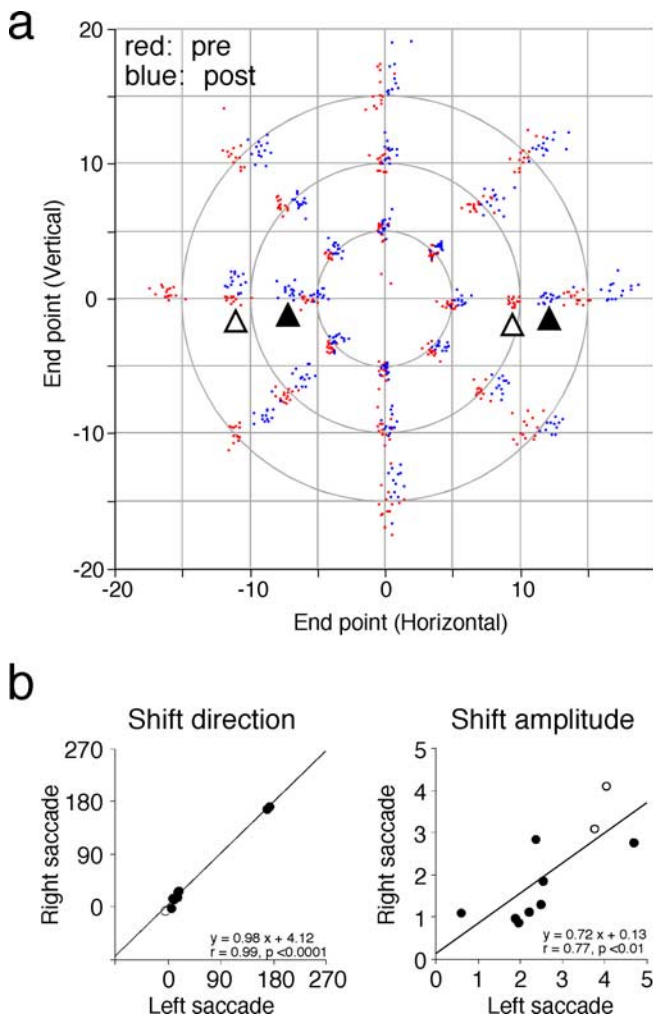 a
red: pre
blue: post
20
10
0
-10
-20
End point (Vertical)
-20
-10
0
10
End point (Horizontal)
b
Shift direction
270
180
90
0
Right saccade
y = 0.98 x + 4.12
r = 0.99, p <0.0001
0 90 180 270
Left saccade
Shift amplitude
5
4
3
2
1
0
Right saccade
y = 0.72 x + 0.13
r = 0.77, p <0.01
0 1 2 3 4 5
Left saccade